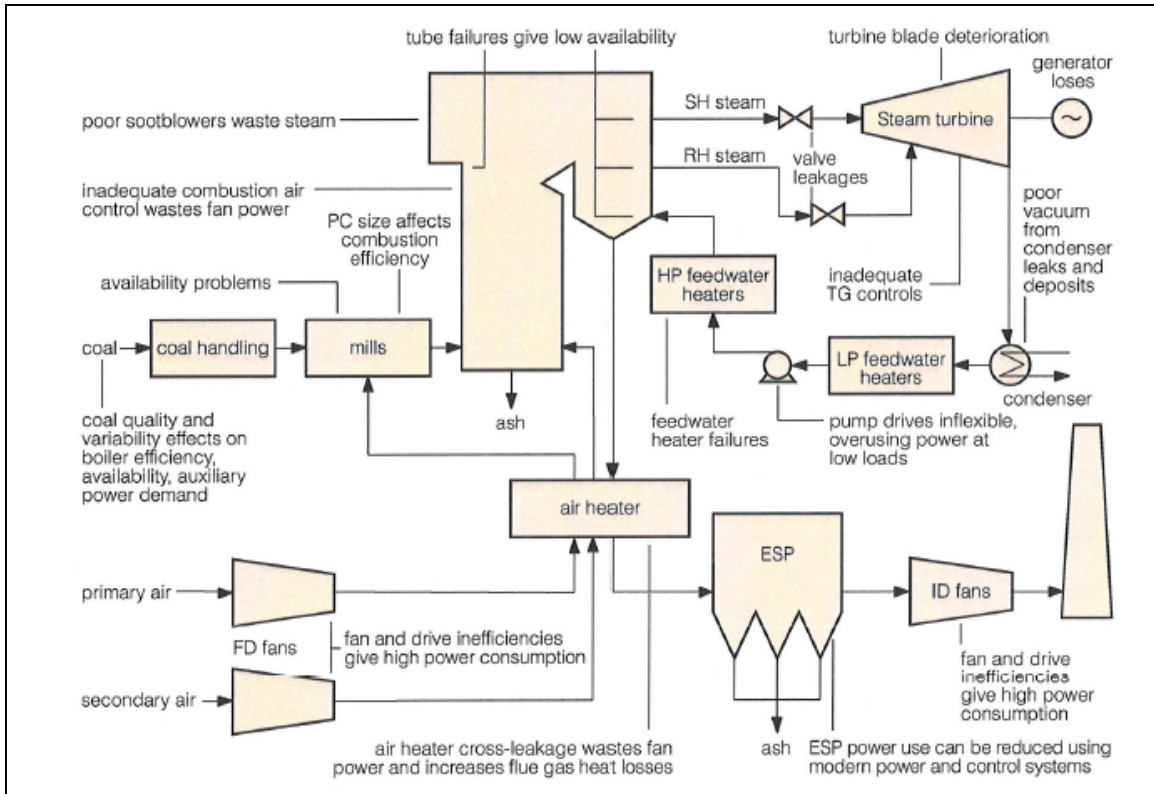 tube failures give low availability
turbine blade deterioration
generator
loses
poor sootblowers waste steam
SH steam
Steam turbine
~
RH steam
valve
leakages
inadequate combustion air
control wastes fan power
PC size affects
combustion
efficiency
poor
vacuum
from
condenser
leaks and
deposits
availability problems
HP feedwater
heaters
inadequate
TG controls
coal
coal handling
mills
LP feedwater
heaters
condenser
coal quality and
variability effects on
boiler efficiency,
availability, auxiliary
power demand
ash
feedwater
heater failures
pump drives inflexible,
overusing power at
low loads
air heater
ESP
primary air
ID fans
FD fans
fan and drive inefficiencies
give high power consumption
fan and drive
inefficiencies
give high power
consumption
secondary air
air heater cross-leakage wastes fan
power and increases flue gas heat losses
ash
ESP power use can be reduced using
modern power and control systems